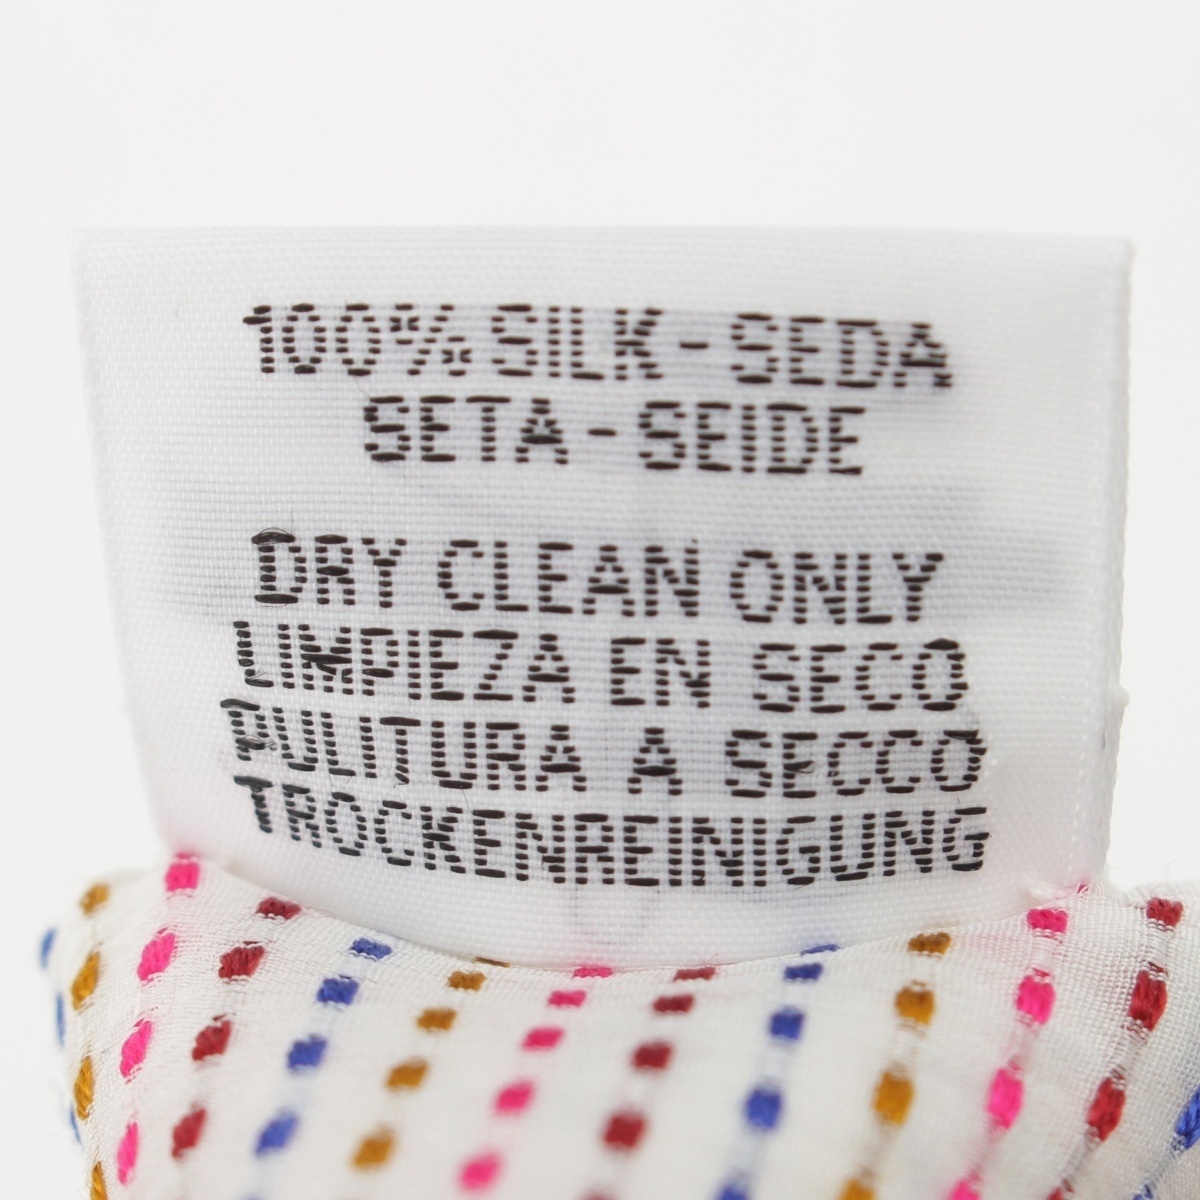 100% SILK - SEDA
SETA - SEIDE
DRY CLEAN ONLY
LIMPIEZA EN SECO
PULITURA A SECCO
TROCKENREINIGUNG